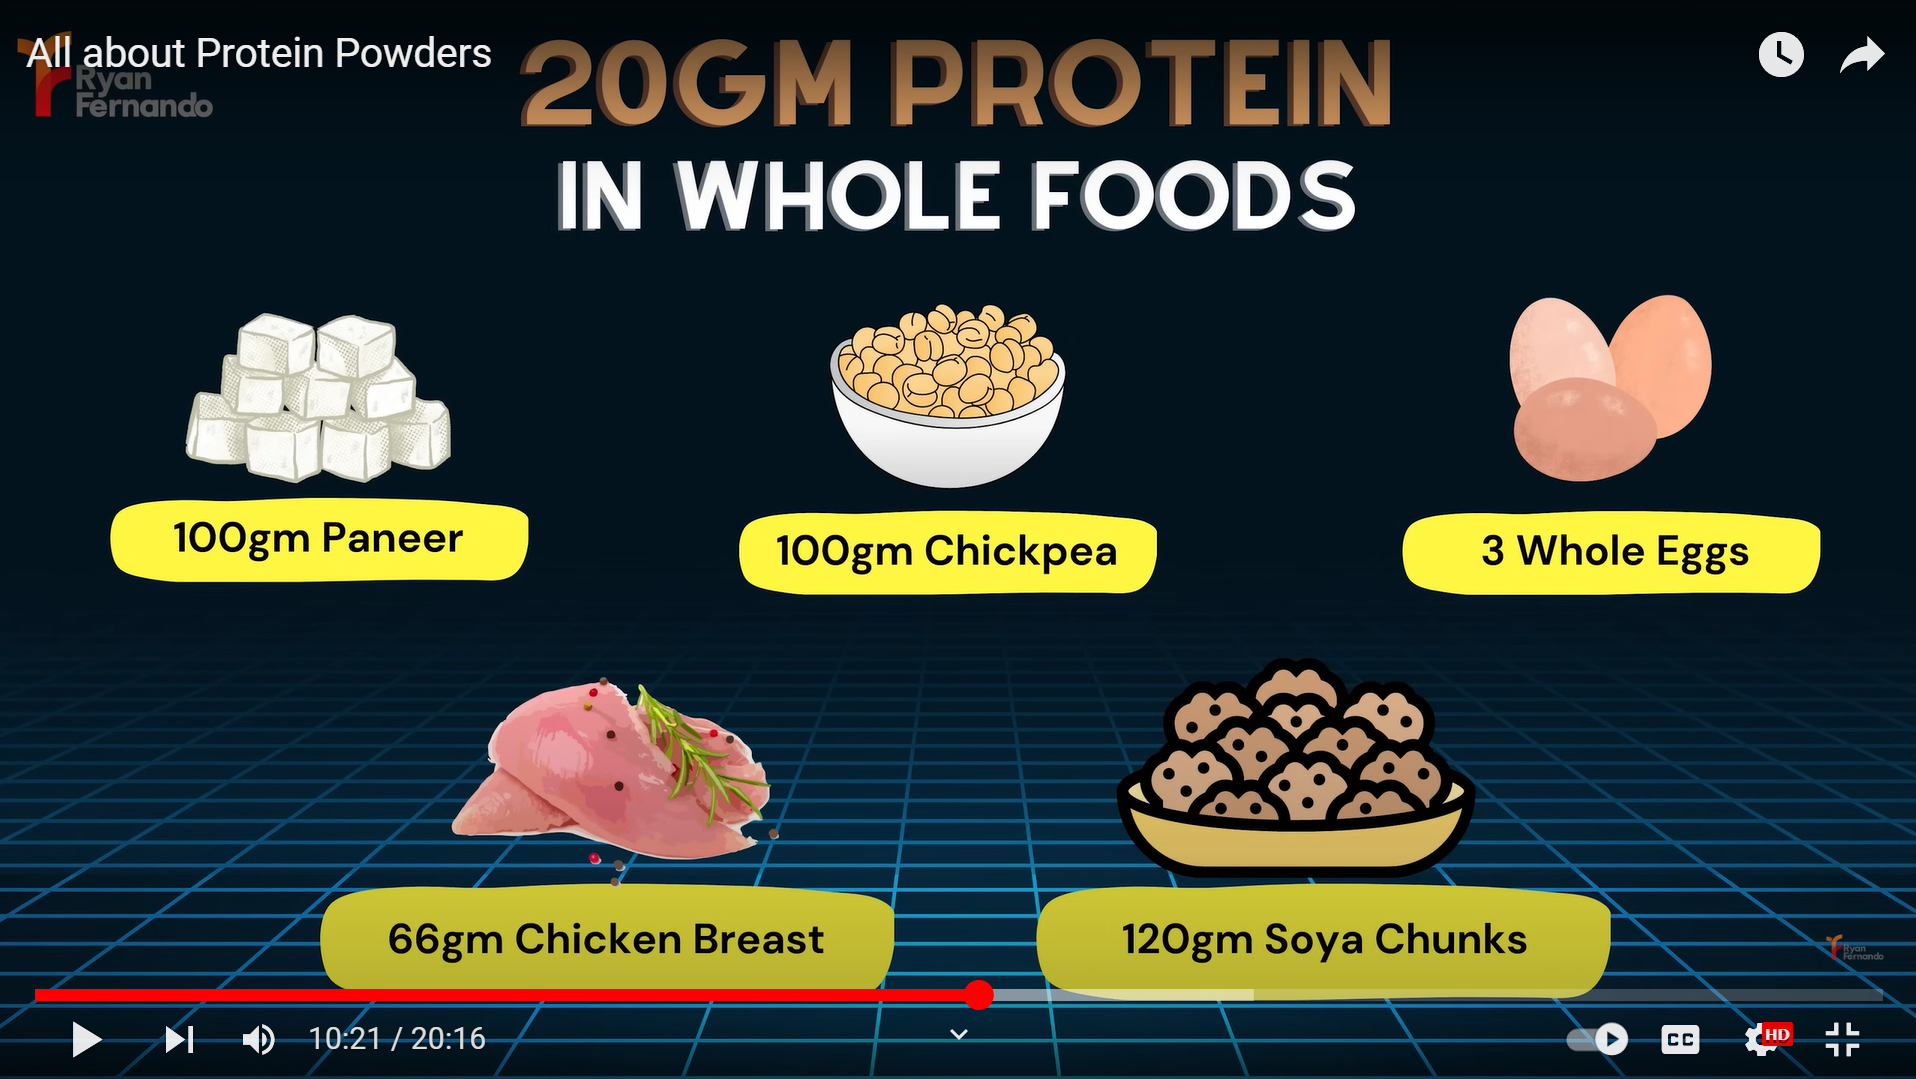 All about Protein Powders
Ryan
Fernando
20GM PROTEIN
IN WHOLE FOODS
100gm Paneer
100gm Chickpea
3 Whole Eggs
66gm Chicken Breast
120gm Soya Chunks
Ryan
Fernando
10:21 / 20:16
CC
HD